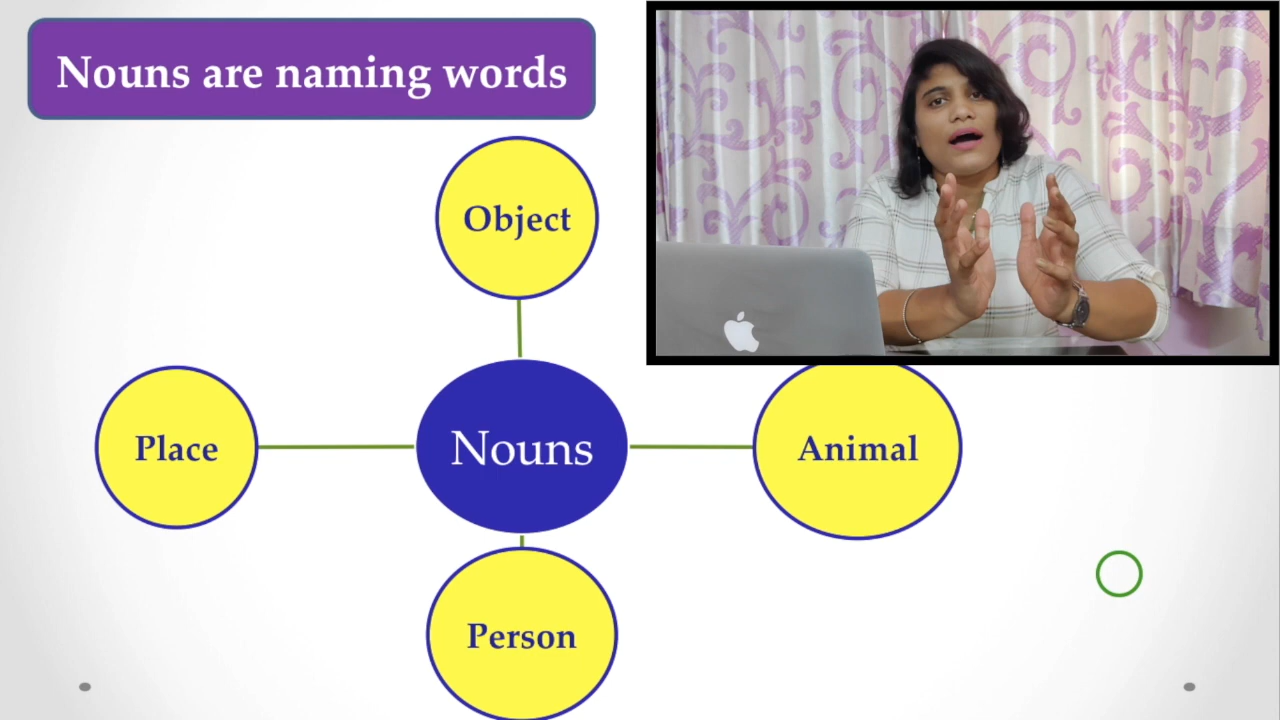 Nouns are naming words
Object
Place
Nouns
Animal
Person